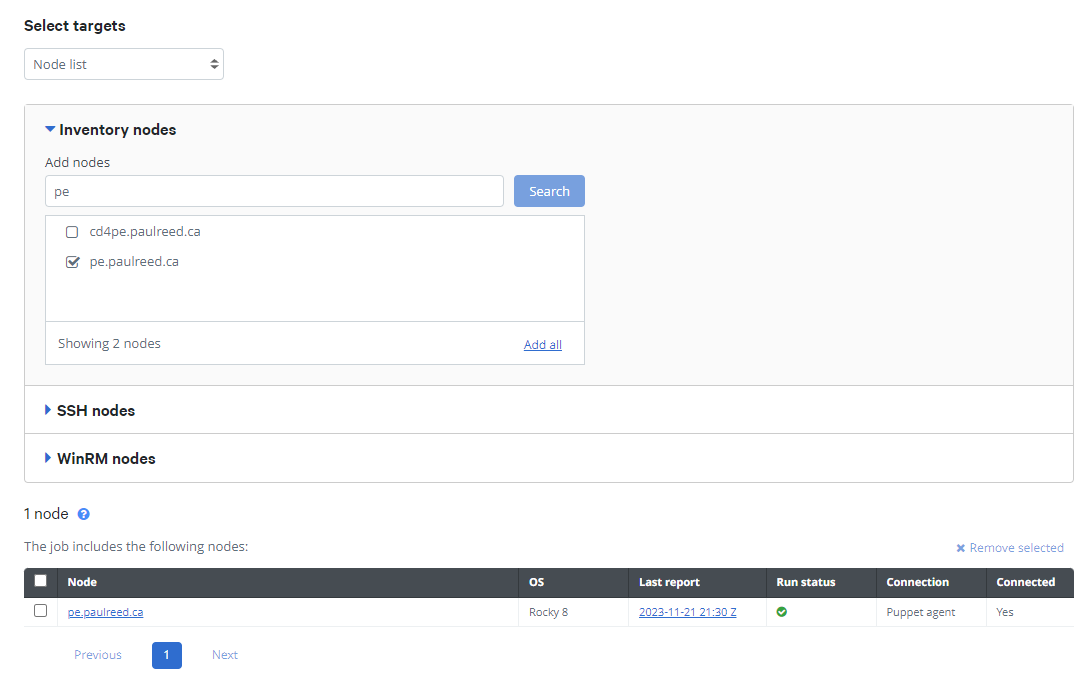 Select targets
Node list
Inventory nodes
Add nodes
pe
Search
cd4pe.paulreed.ca
pe.paulreed.ca
Showing 2 nodes
Add all
SSH nodes
WinRM nodes
1 node ?
The job includes the following nodes:
Remove selected
Node OS Last report Run status Connection Connected
pe.paulreed.ca Rocky 8 2023-11-21 21:30 Z Puppet agent Yes
Previous 1 Next